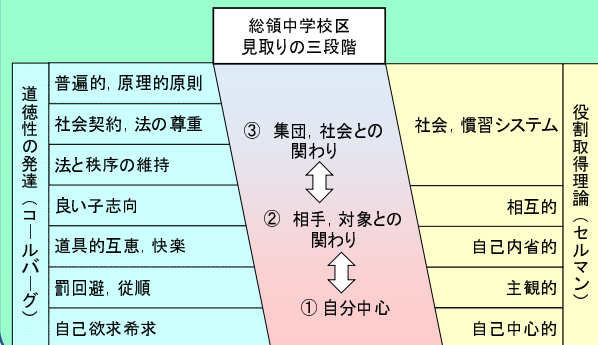 総領中学校区
見取りの三段階
道徳性の発達（コールバーグ）
普遍的，原理的原則
社会契約，法の尊重
法と秩序の維持
良い子志向
道具的互恵，快楽
罰回避，従順
自己欲求希求
③ 集団，社会との
関わり
② 相手，対象との
関わり
① 自分中心
社会，慣習システム
相互的
自己内省的
主観的
自己中心的
役割取得理論（セルマン）